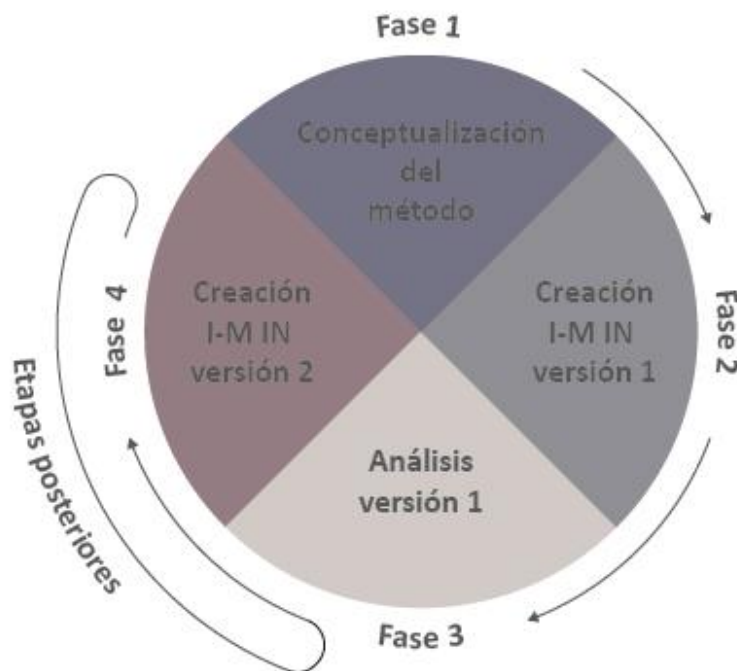 Fase 1
Conceptualización
del
método
Creación
I-M IN
versión 1
Fase 2
Análisis
versión 1
Fase 3
Creación
I-M IN
versión 2
Fase 4
Etapas posteriores